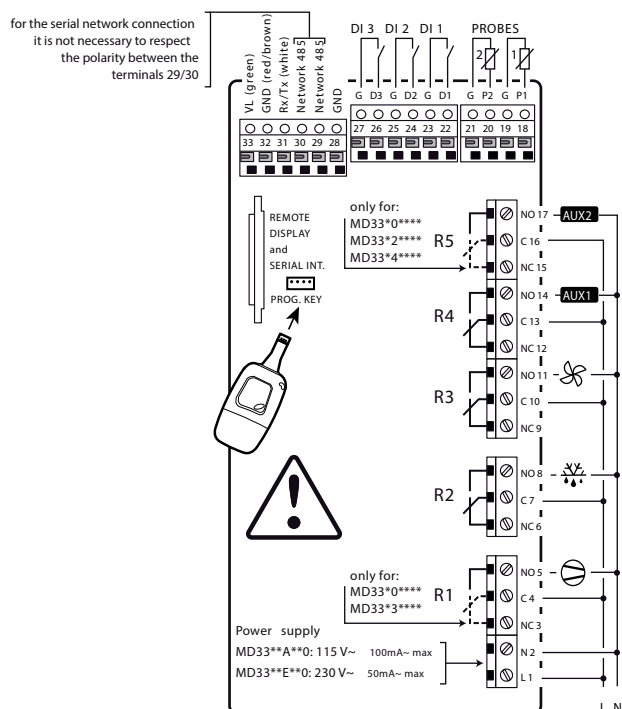 for the serial network connection
it is not necessary to respect
the polarity between the
terminals 29/30
VL (green)
GND (red/brown)
Rx/Tx (white)
Network 485
Network 485
GND
DI 3 DI 2 DI 1 PROBES
2 1
G D3 G D2 G D1 G P2 G P1
33 32 31 30 29 28 27 26 25 24 23 22 21 20 19 18
REMOTE
DISPLAY
and
SERIAL INT.
PROG. KEY
only for:
MD33*0****
MD33*2****
MD33*4****
R5
NO 17
AUX2
C 16
NC 15
R4
NO 14
AUX1
C 13
NC 12
R3
NO 11
C 10
NC 9
R2
NO 8
C 7
NC 6
only for:
MD33*0****
MD33*3****
R1
NO 5
C 4
NC 3
Power supply
MD33**A**0: 115 V~ 100mA~ max
MD33**E**0: 230 V~ 50mA~ max
N 2
L 1
L N